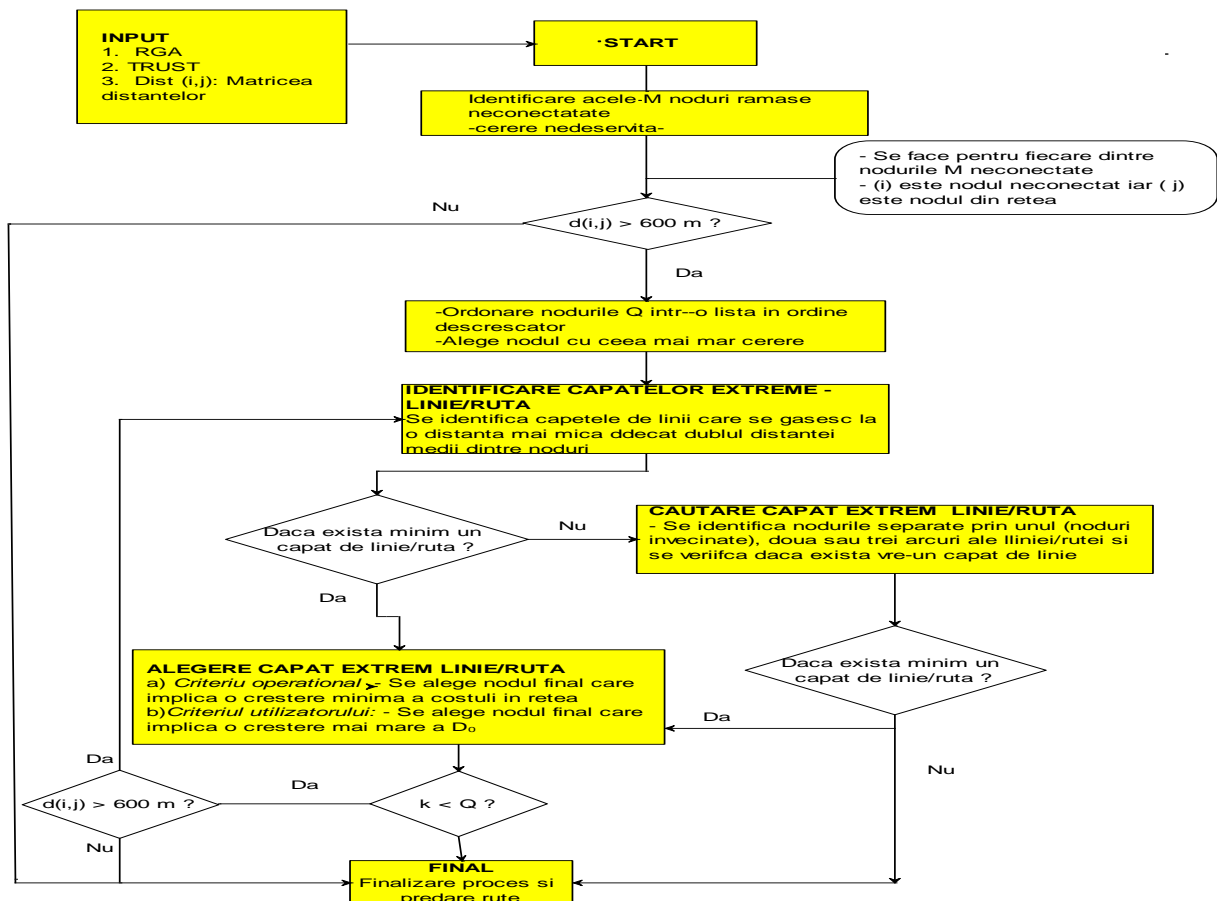 INPUT
1. RGA
2. TRUST
3. Dist (i,j): Matricea
distantelor
·START
Identificare acele-M noduri ramase
neconectatate
-cerere nedeservita-
- Se face pentru fiecare dintre
nodurile M neconectate
- (i) este nodul neconectat iar ( j)
este nodul din retea
Nu
d(i,j) > 600 m ?
Da
-Ordonare nodurile Q intr--o lista in ordine
descrescator
-Alege nodul cu ceea mai mar cerere
IDENTIFICARE CAPATELOR EXTREME -
LINIE/RUTA
Se identifica capetele de linii care se gasesc la
o distanta mai mica ddecat dublul distantei
medii dintre noduri
Daca exista minim un
capat de linie/ruta ?
Nu
CAUTARE CAPAT EXTREM LINIE/RUTA
- Se identifica nodurile separate prin unul (noduri
invecinate), doua sau trei arcuri ale lliniei/rutei si
se veriifca daca exista vre-un capat de linie
Da
Daca exista minim un
capat de linie/ruta ?
ALEGERE CAPAT EXTREM LINIE/RUTA
a) Criteriu operational - Se alege nodul final care
implica o crestere minima a costuli in retea
b)Criteriul utilizatorului: - Se alege nodul final care
implica o crestere mai mare a D₀
Da
Nu
Da
Da
d(i,j) > 600 m ?
k < Q ?
Nu
FINAL
Finalizare proces si
predare rute